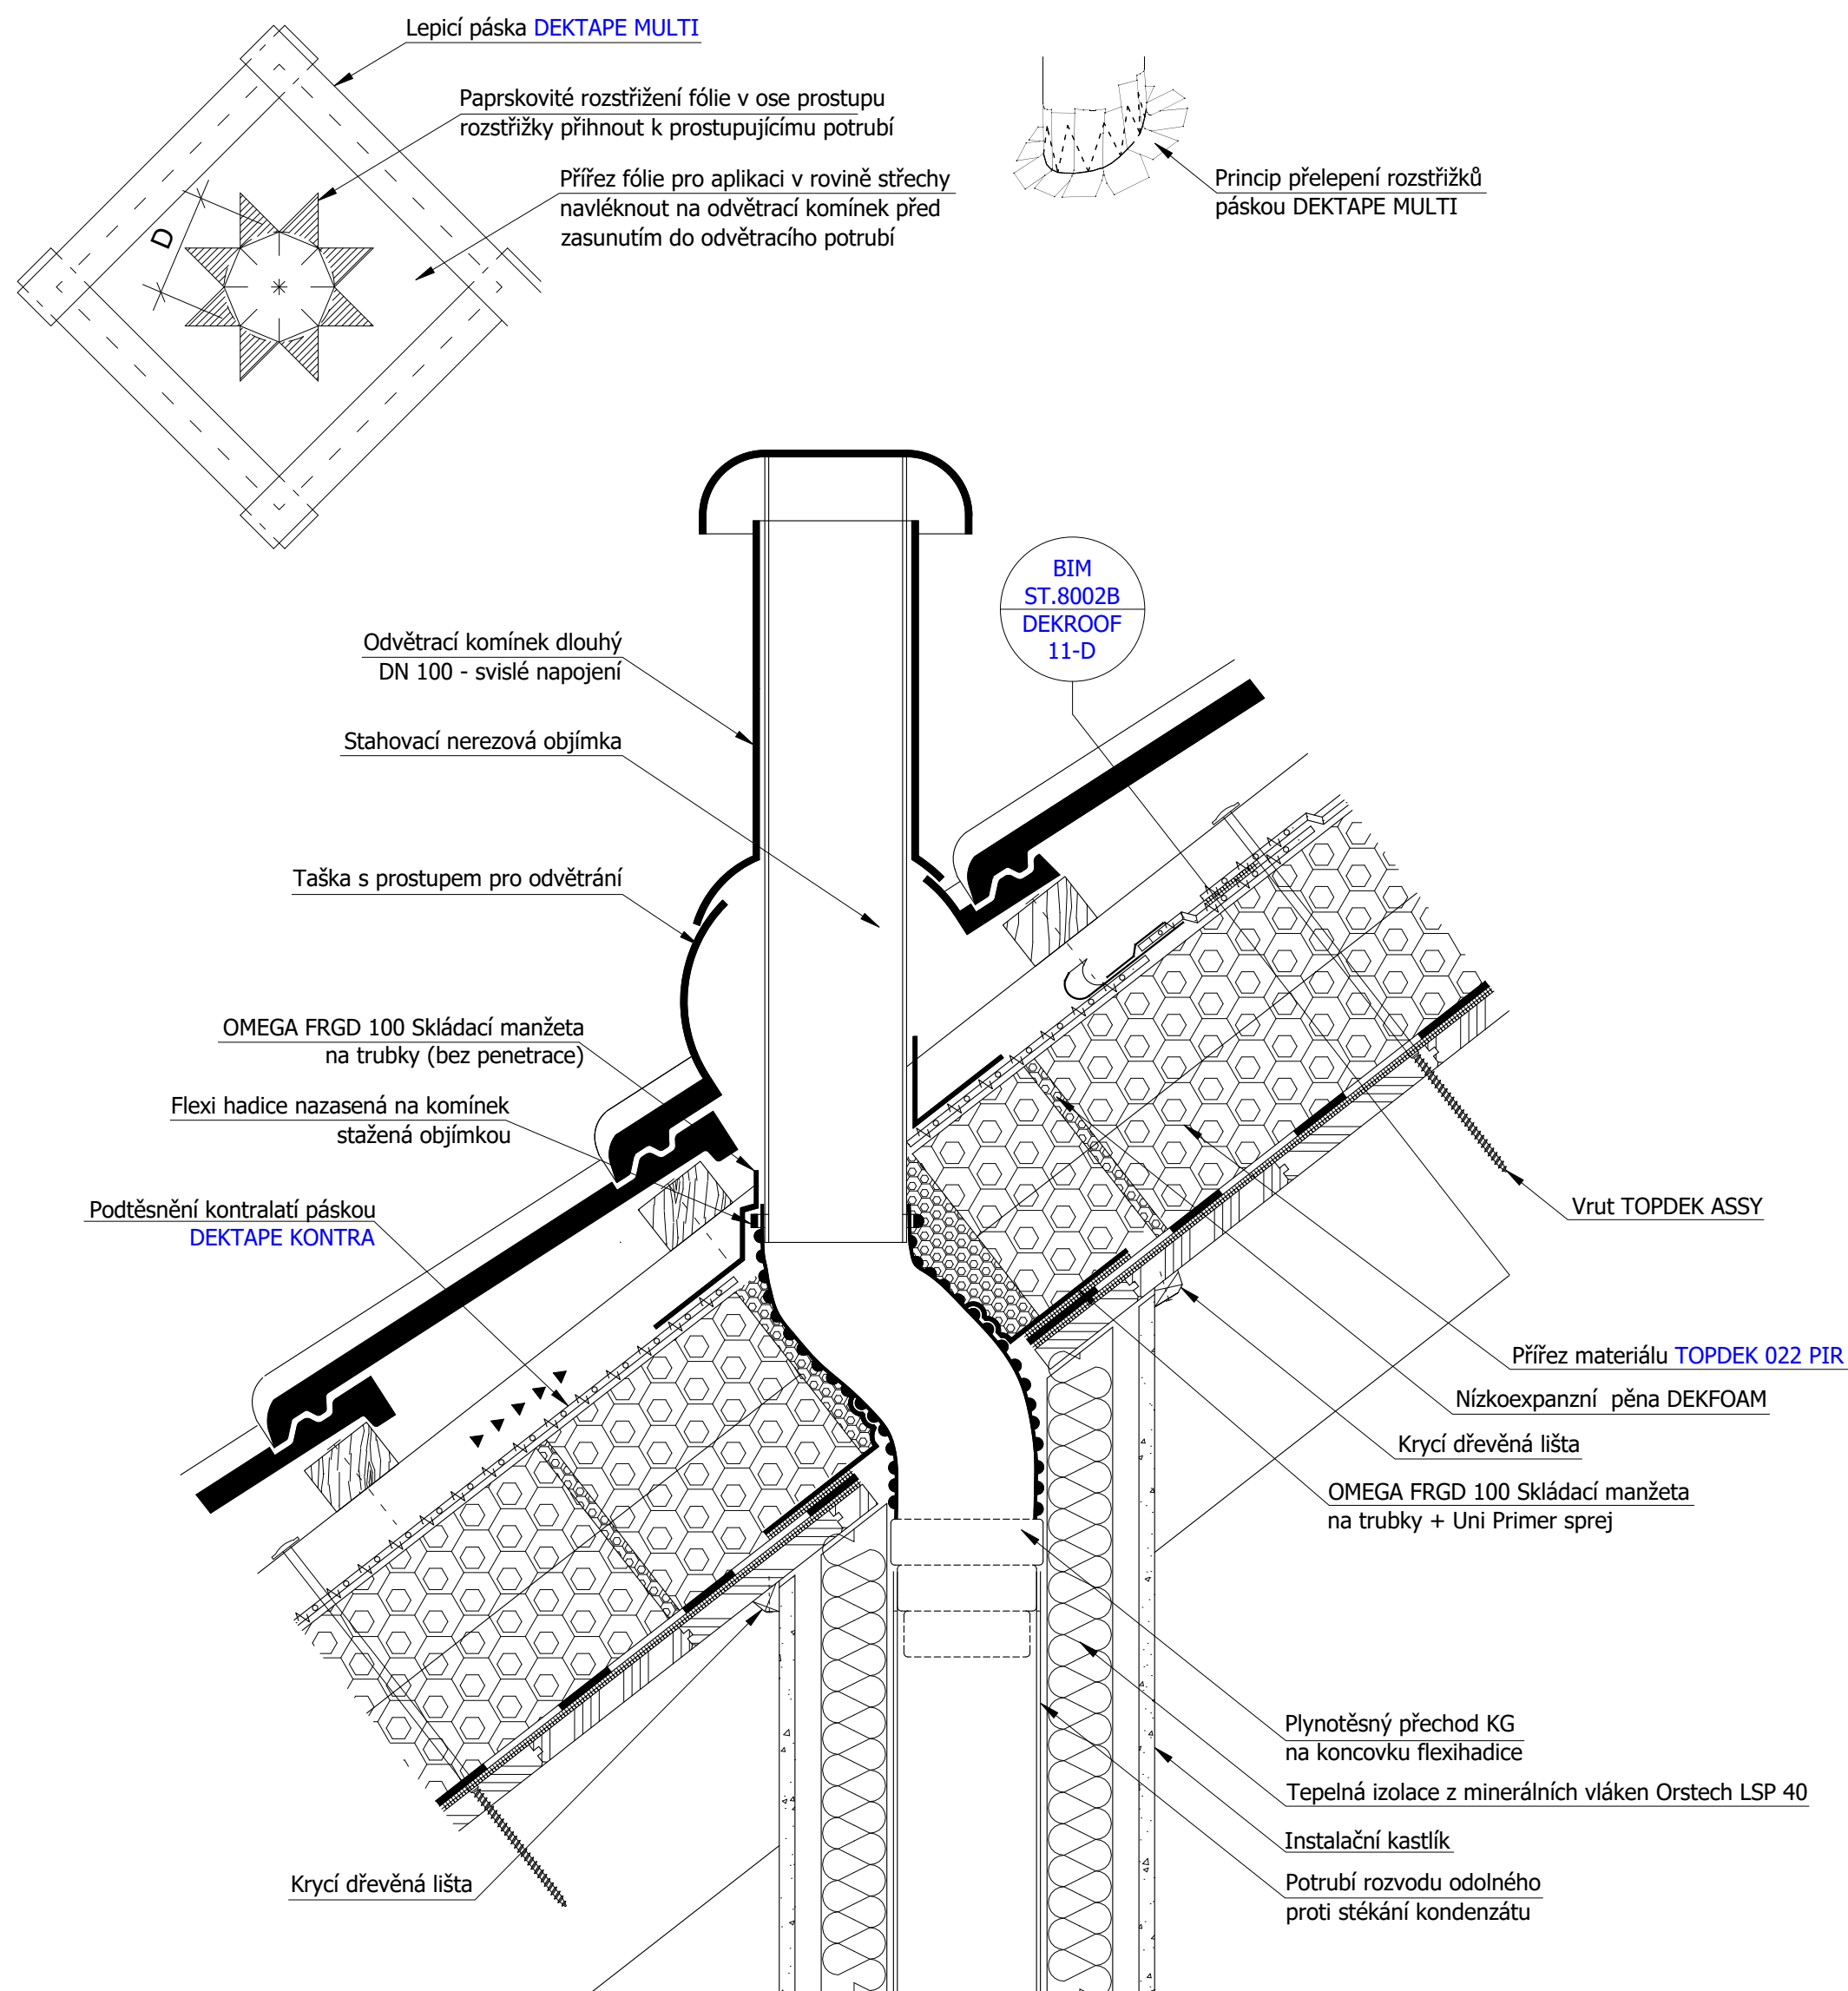 Lepicí páska DEKTAPE MULTI
Paprskovité rozstřižení fólie v ose prostupu
rozstřižky přihnout k prostupujícímu potrubí
Přířez fólie pro aplikaci v rovině střechy
navléknout na odvětrací komínek před
zasunutím do odvětracího potrubí
D
Princip přelepení rozstřižků
páskou DEKTAPE MULTI
BIM
ST.8002B
DEKROOF
11-D
Odvětrací komínek dlouhý
DN 100 - svislé napojení
Stahovací nerezová objímka
Taška s prostupem pro odvětrání
OMEGA FRGD 100 Skládací manžeta
na trubky (bez penetrace)
Flexi hadice nazasená na komínek
stažená objímkou
Podtěsnění kontralatí páskou
DEKTAPE KONTRA
Vrut TOPDEK ASSY
Přířez materiálu TOPDEK 022 PIR
Nízkoexpanzní pěna DEKFOAM
Krycí dřevěná lišta
OMEGA FRGD 100 Skládací manžeta
na trubky + Uni Primer sprej
Plynotěsný přechod KG
na koncovku flexihadice
Tepelná izolace z minerálních vláken Orstech LSP 40
Instalační kastlík
Potrubí rozvodu odolného
proti stékání kondenzátu
Krycí dřevěná lišta